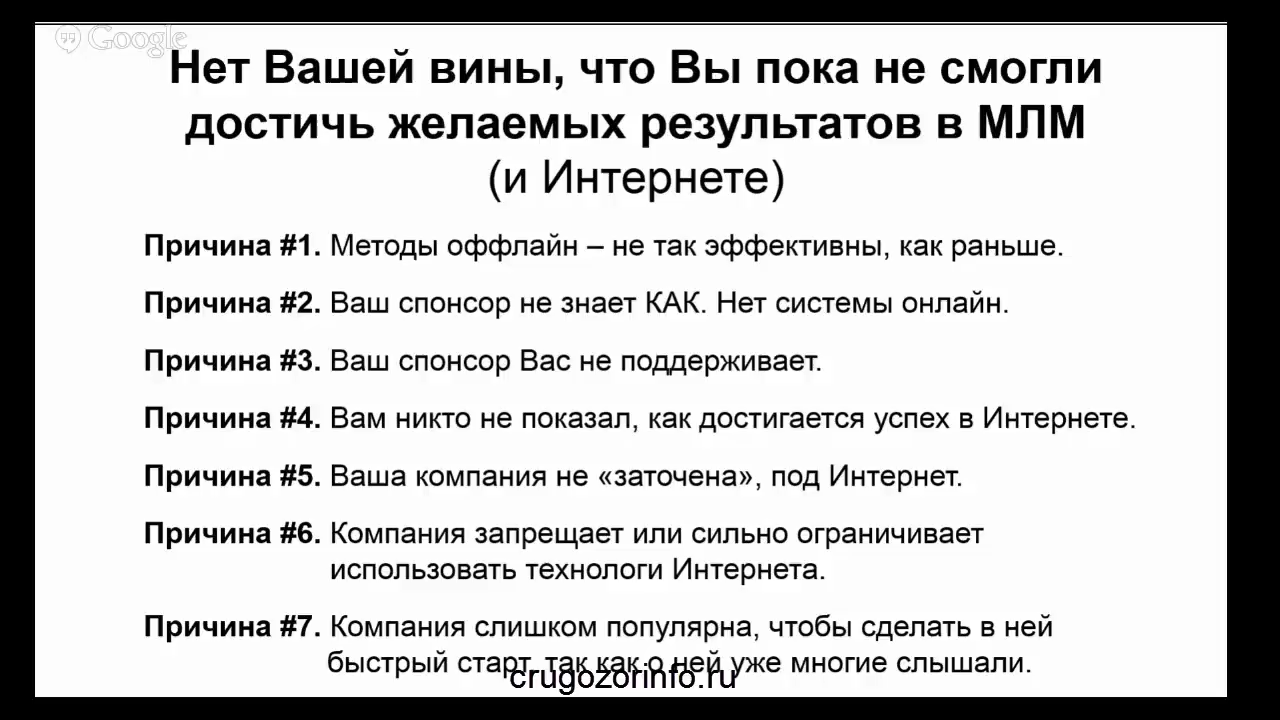 Google
Нет Вашей вины, что Вы пока не смогли
достичь желаемых результатов в МЛМ
(и Интернете)
Причина #1. Методы оффлайн – не так эффективны, как раньше.
Причина #2. Ваш спонсор не знает КАК. Нет системы онлайн.
Причина #3. Ваш спонсор Вас не поддерживает.
Причина #4. Вам никто не показал, как достигается успех в Интернете.
Причина #5. Ваша компания не «заточена», под Интернет.
Причина #6. Компания запрещает или сильно ограничивает
использовать технологи Интернета.
Причина #7. Компания слишком популярна, чтобы сделать в ней
быстрый старт, так как о ней уже многие слышали.
crugozorinfo.ru